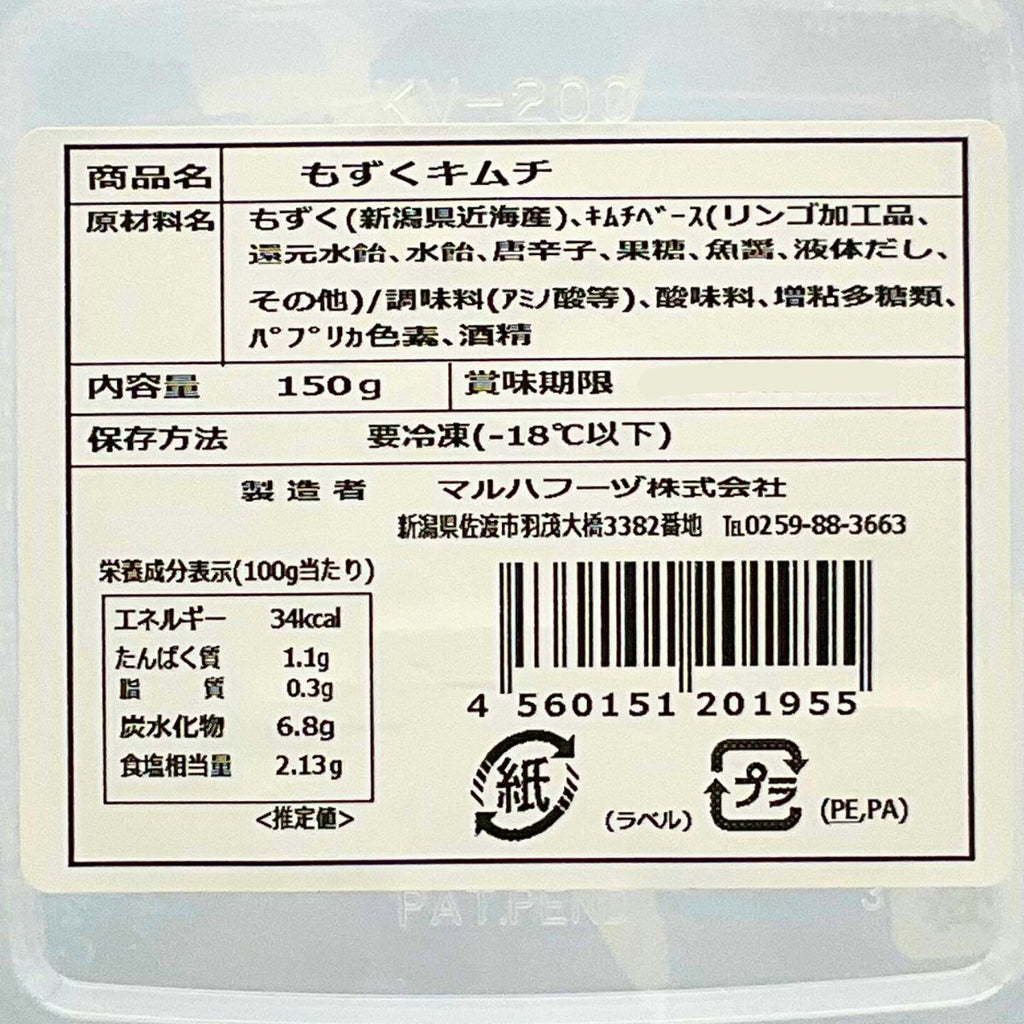 KV-200
商品名 もずくキムチ
原材料名 もずく(新潟県近海産)、ｷﾑﾁﾍﾞｰｽ(リンゴ加工品、
還元水飴、水飴、唐辛子、果糖、魚醤、液体だし、
その他)/調味料(ｱﾐﾉ酸等)、酸味料、増粘多糖類、
ﾊﾟﾌﾟﾘｶ色素、酒精
内容量 150g 賞味期限
保存方法 要冷凍(-18℃以下)
製造者 マルハフーヅ株式会社
新潟県佐渡市羽茂大橋3382番地 ℡0259-88-3663
栄養成分表示(100g当たり)
エネルギー 34kcal
たんぱく質 1.1g
脂質 0.3g
炭水化物 6.8g
食塩相当量 2.13g
<推定値>
4 560151 201955
紙 (ラベル) プラ (PE,PA)
PAT.PEND 3